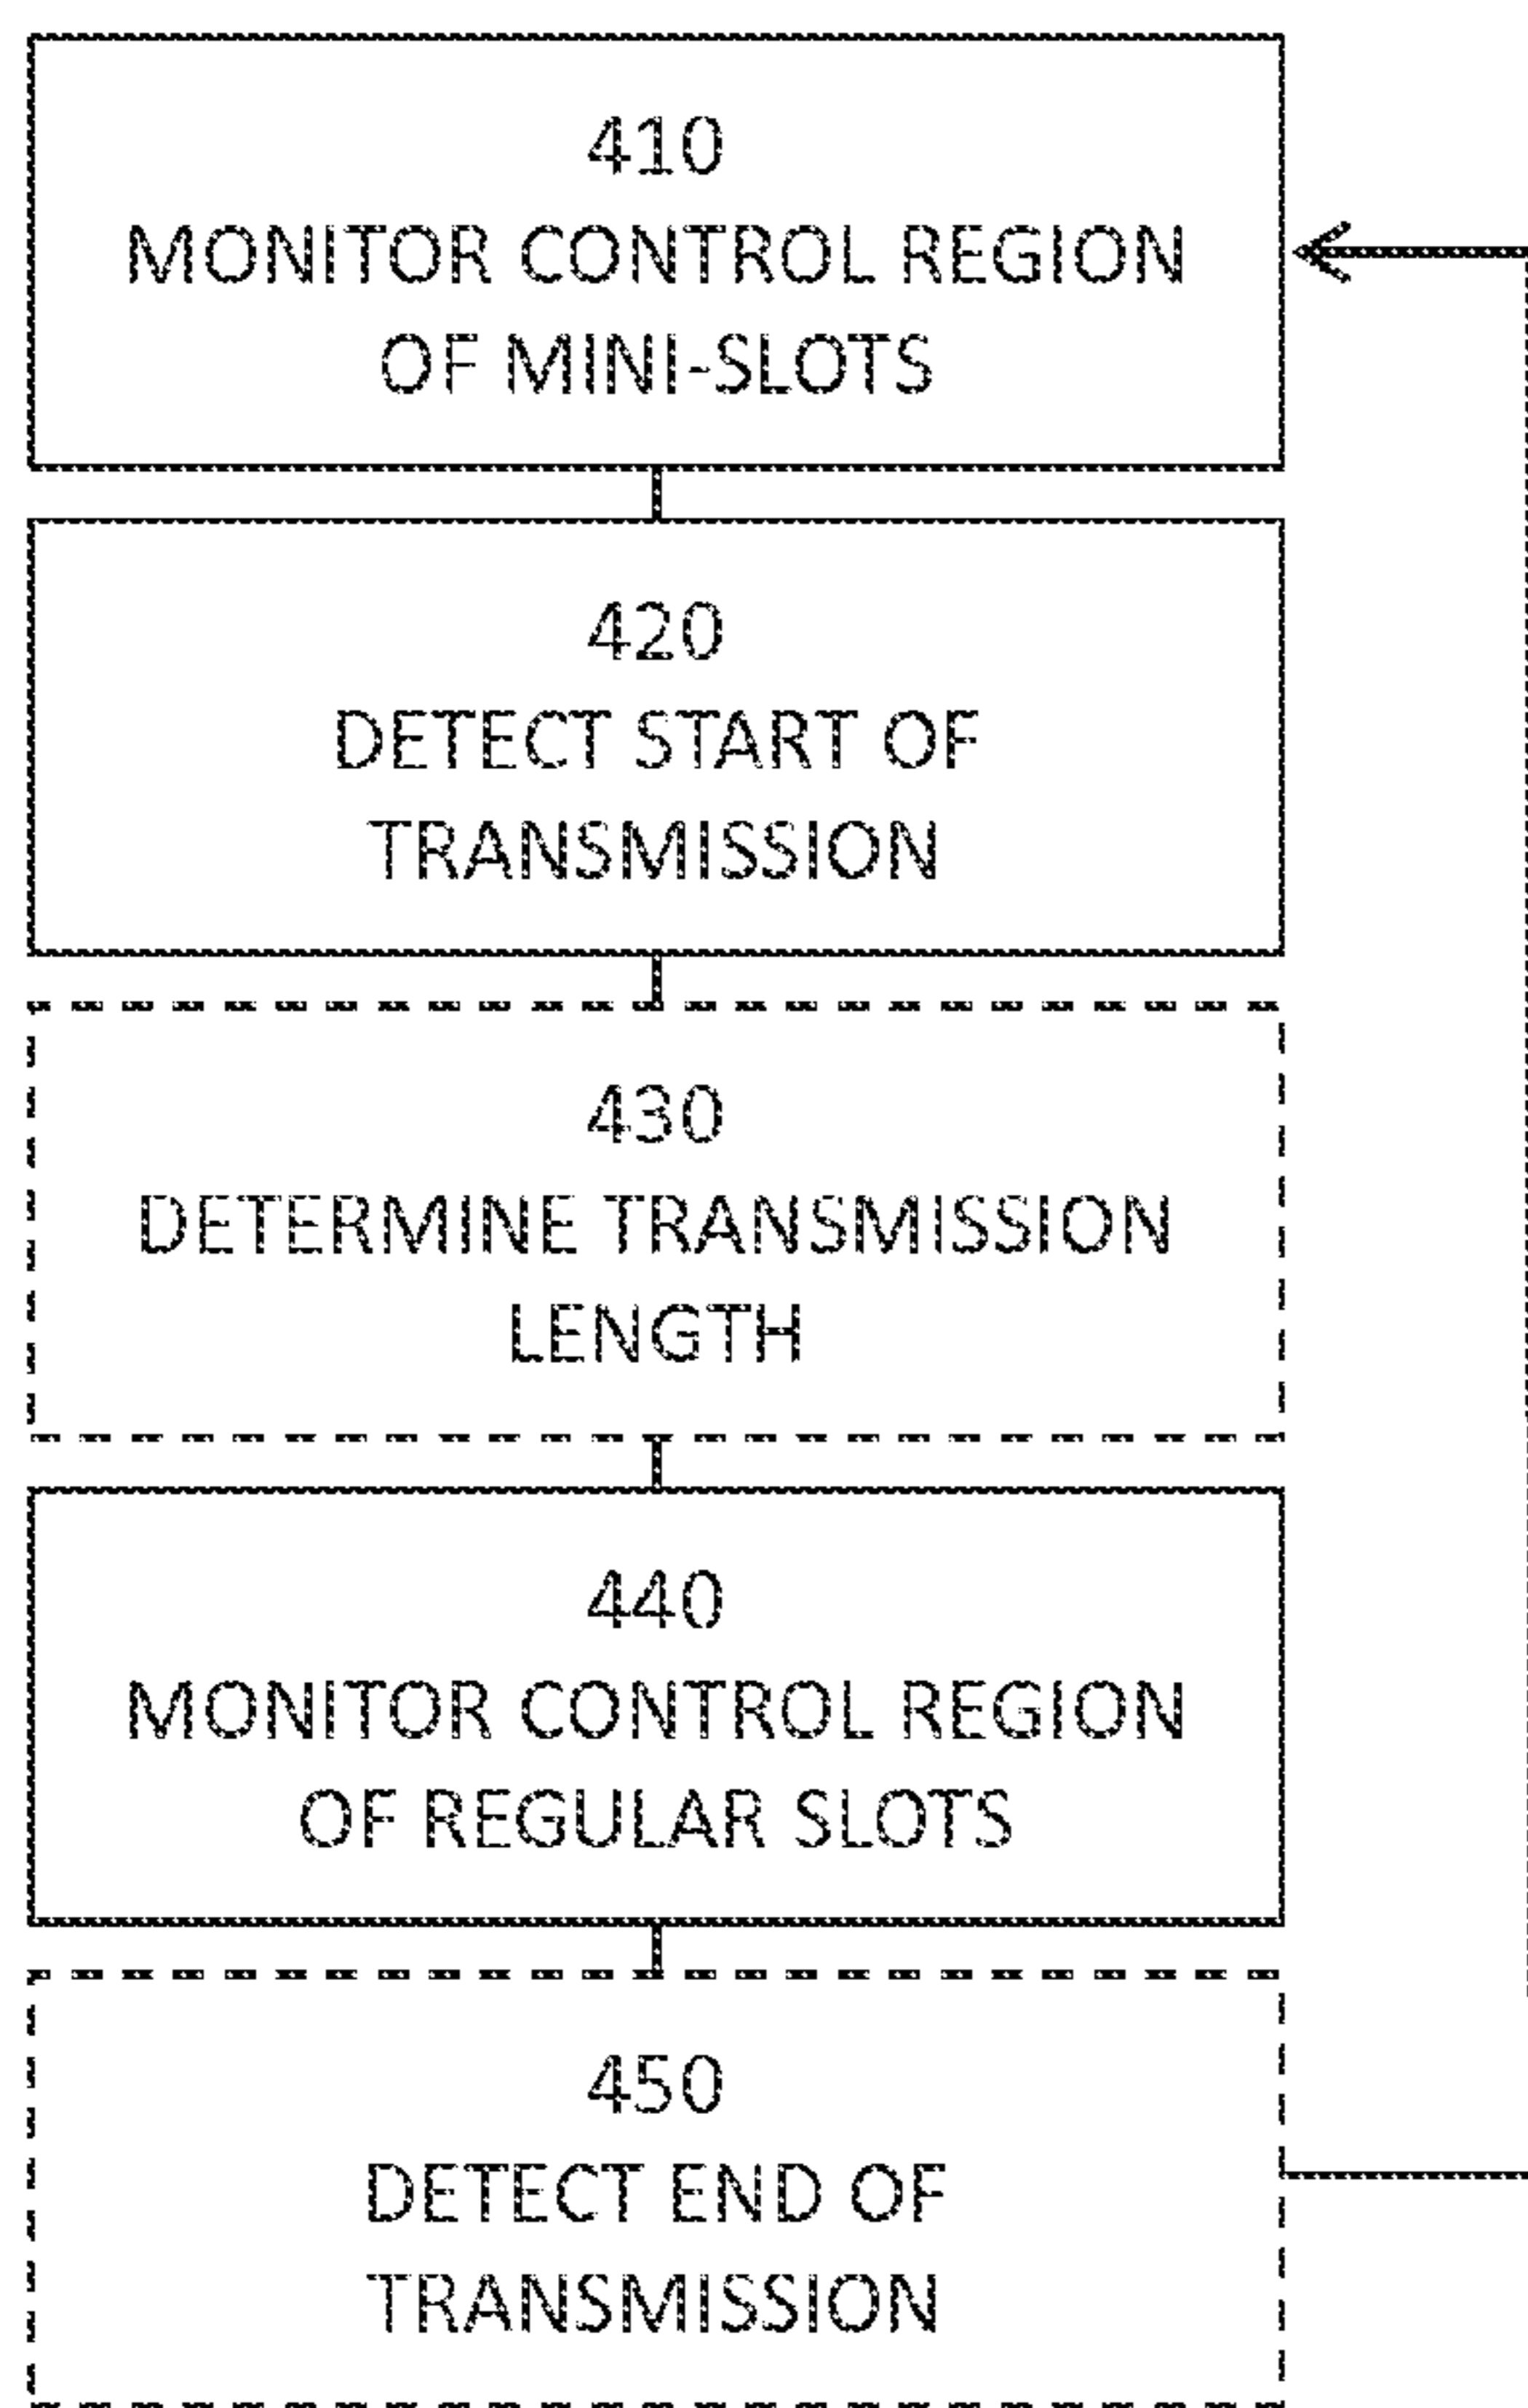 410
MONITOR CONTROL REGION
OF MINI-SLOTS
420
DETECT START OF
TRANSMISSION
430
DETERMINE TRANSMISSION
LENGTH
440
MONITOR CONTROL REGION
OF REGULAR SLOTS
450
DETECT END OF
TRANSMISSION